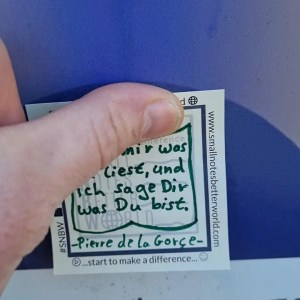 mir was
liest, und
ich sage Dir
was Du bist.
-Pierre de la Gorçe-
...start to make a difference...
#SNBW
www.smallnotesbetterworld.com